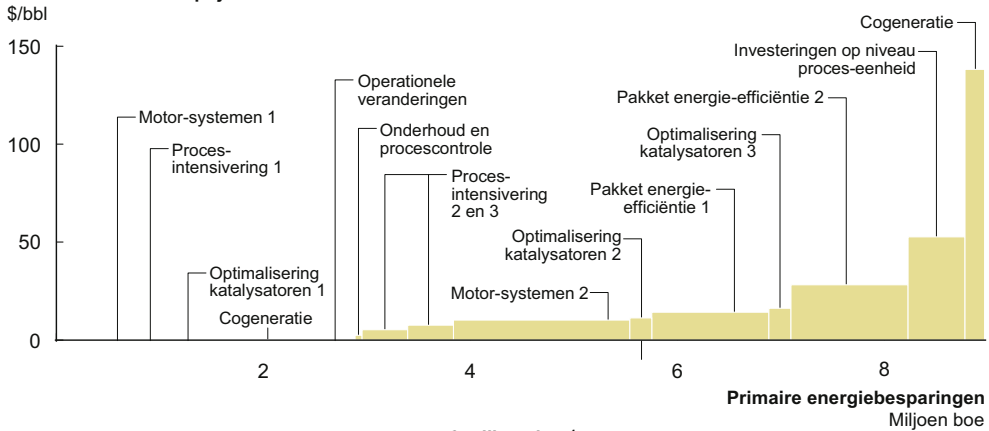 $/bbl
150
100
50
0
2
4
6
8
Motor-systemen 1
Proces-
intensivering 1
Optimalisering
katalysatoren 1
Cogeneratie
Operationele
veranderingen
Onderhoud en
procescontrole
Proces-
intensivering
2 en 3
Motor-systemen 2
Optimalisering
katalysatoren 2
Pakket energie-
efficiëntie 1
Optimalisering
katalysatoren 3
Pakket energie-efficiëntie 2
Investeringen op niveau
proces-eenheid
Cogeneratie
Primaire energiebesparingen
Miljoen boe